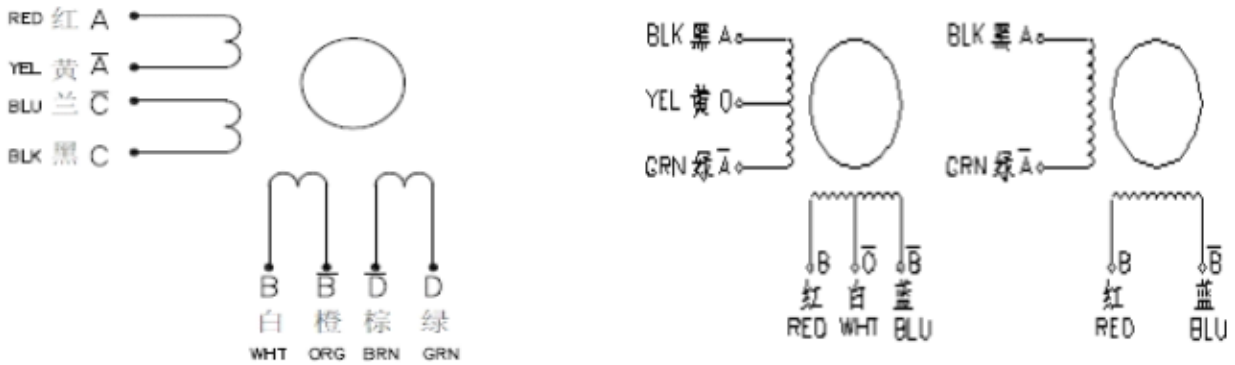 RED 红 A
YEL 黄 A̅
BLU 兰 C̅
BLK 黑 C
B B̅ D̅ D
白 橙 棕 绿
WHT ORG BRN GRN
BLK 黑 A
YEL 黄 O
GRN 绿 A̅
B O̅ B̅
红 白 蓝
RED WHT BLU
BLK 黑 A
GRN 绿 A̅
B B̅
红 蓝
RED BLU